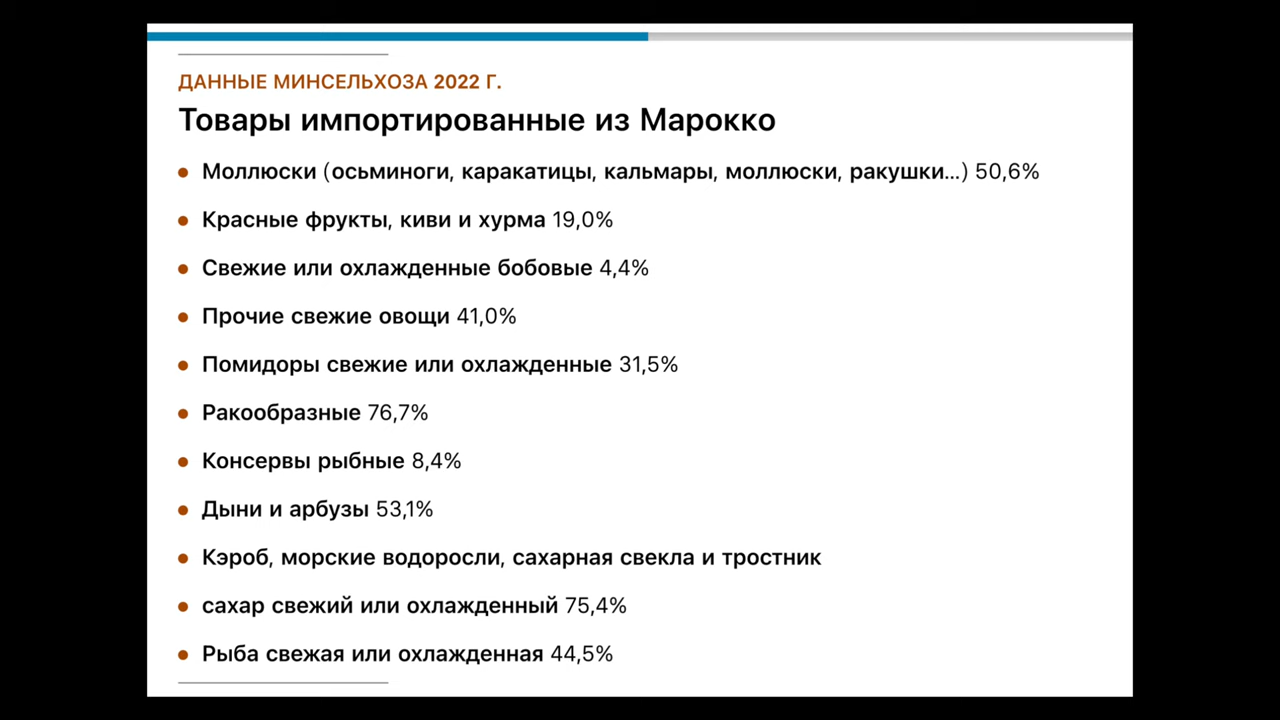 ДАННЫЕ МИНСЕЛЬХОЗА 2022 Г.
Товары импортированные из Марокко
• Моллюски (осьминоги, каракатицы, кальмары, моллюски, ракушки...) 50,6%
• Красные фрукты, киви и хурма 19,0%
• Свежие или охлажденные бобовые 4,4%
• Прочие свежие овощи 41,0%
• Помидоры свежие или охлажденные 31,5%
• Ракообразные 76,7%
• Консервы рыбные 8,4%
• Дыни и арбузы 53,1%
• Кэроб, морские водоросли, сахарная свекла и тростник
• сахар свежий или охлажденный 75,4%
• Рыба свежая или охлажденная 44,5%